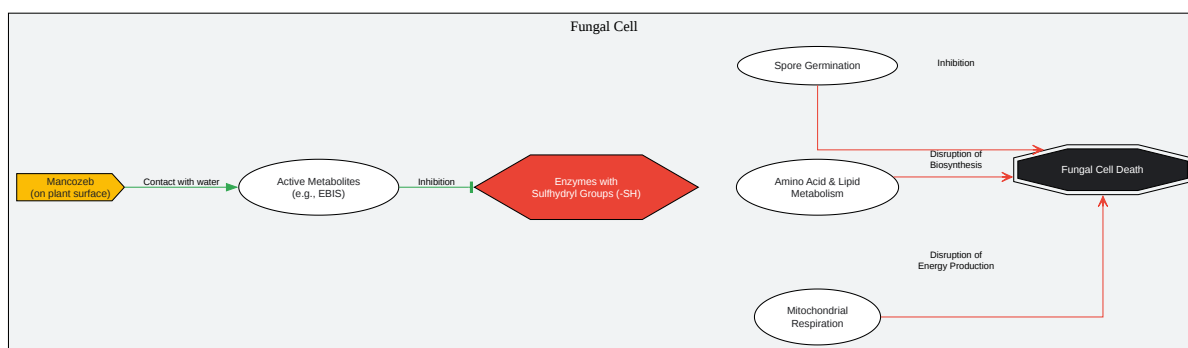 Fungal Cell
Spore Germination
Inhibition
Mancozeb
(on plant surface)
Contact with water
Active Metabolites
(e.g., EBIS)
Inhibition
Enzymes with
Sulfhydryl Groups (-SH)
Amino Acid & Lipid
Metabolism
Disruption of
Biosynthesis
Fungal Cell Death
Disruption of
Energy Production
Mitochondrial
Respiration